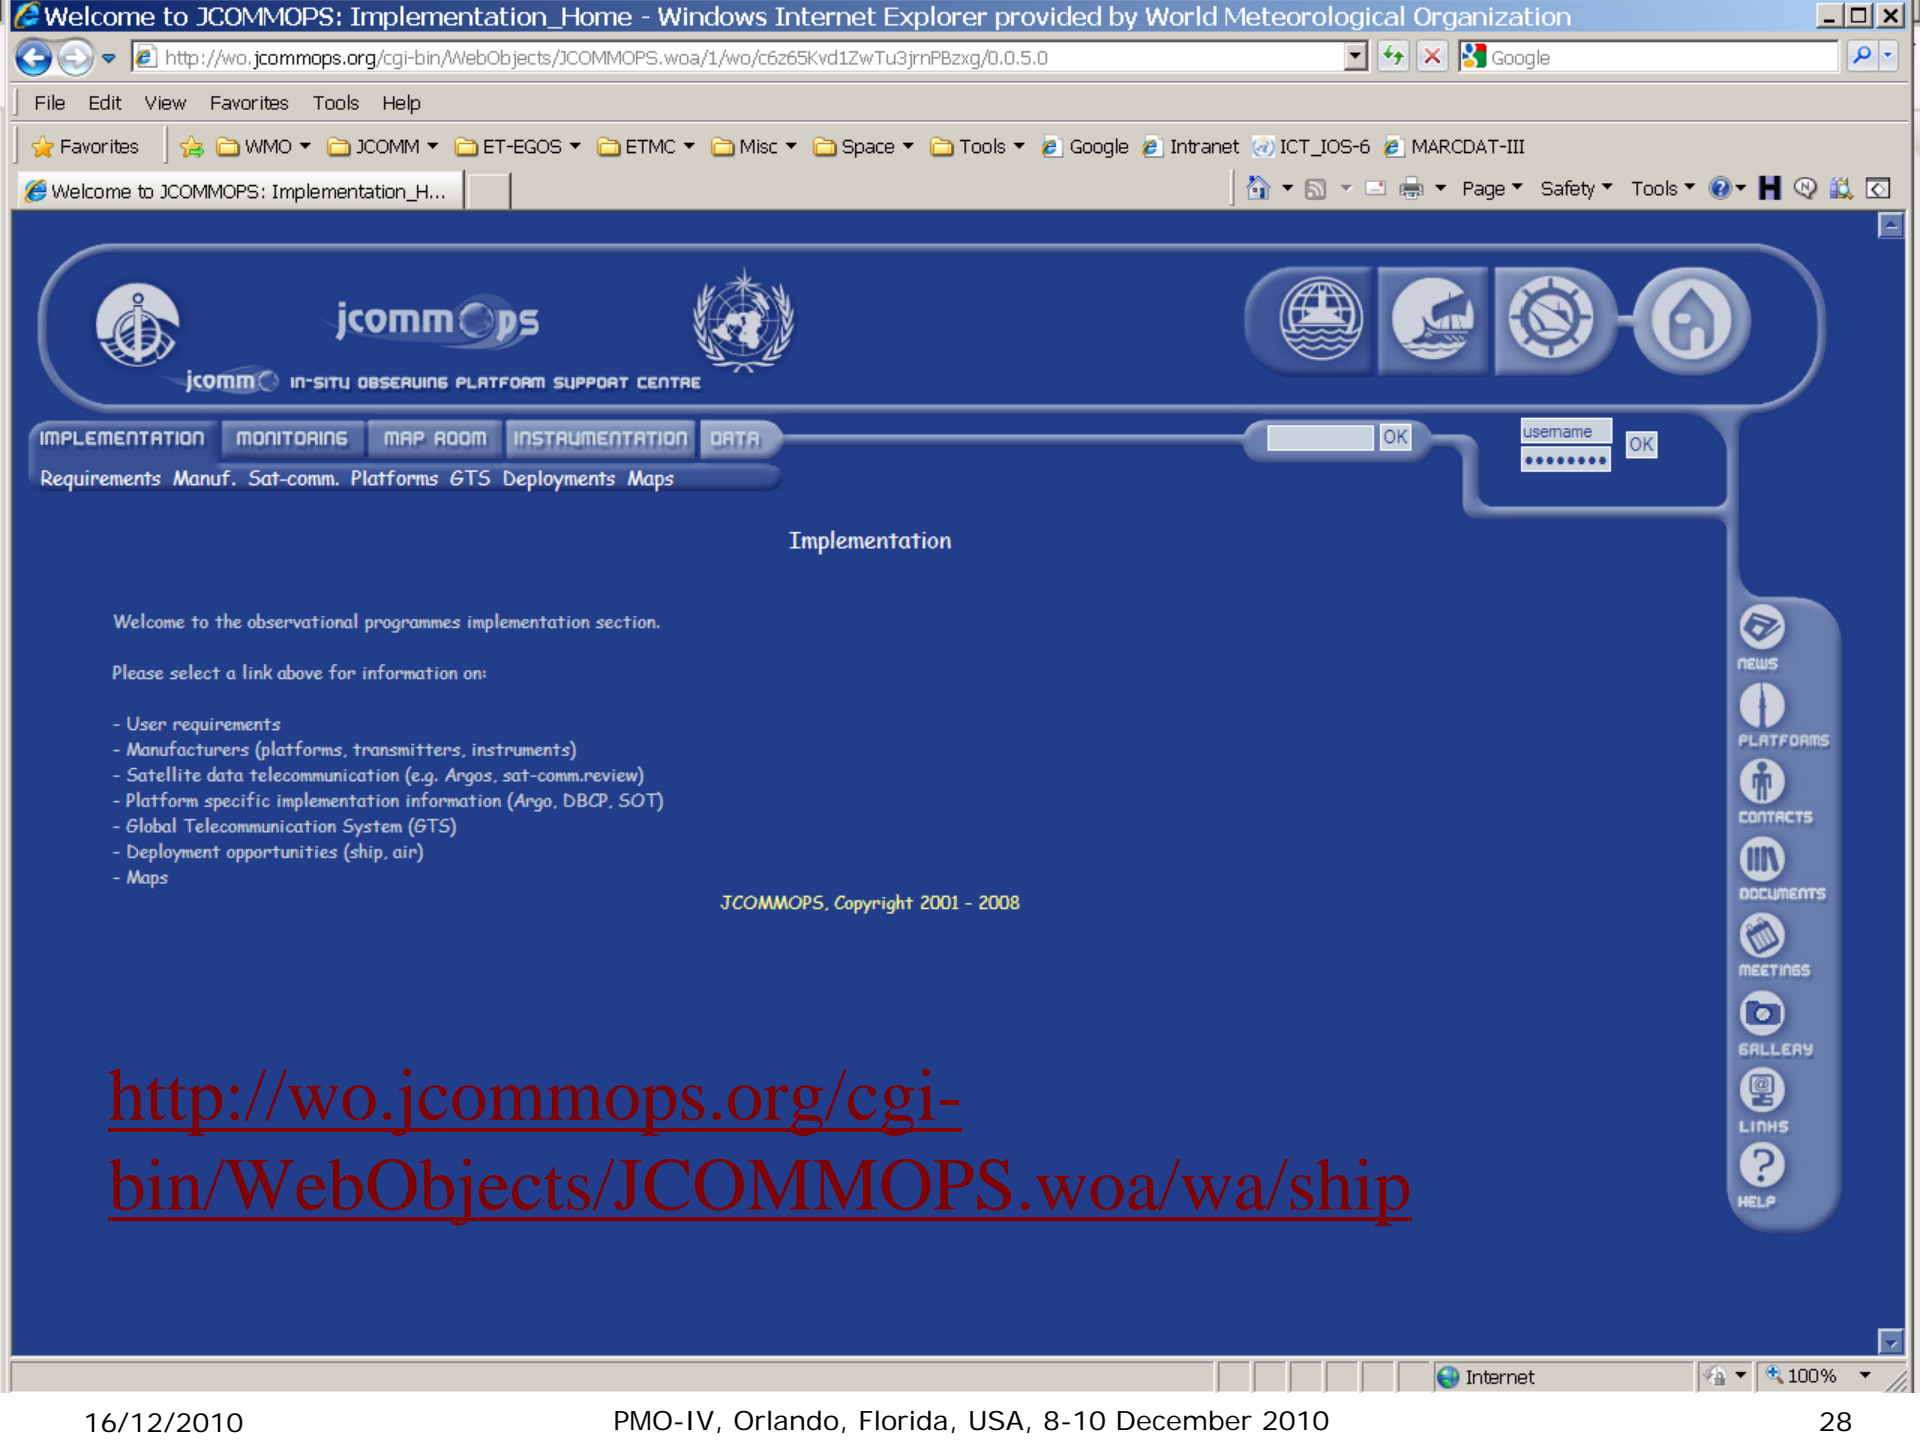 Welcome to JCOMMOPS: Implementation_Home - Windows Internet Explorer provided by World Meteorological Organization
http://wo.jcommops.org/cgi-bin/WebObjects/JCOMMOPS.woa/1/wo/c6z65Kvd1ZwTu3jrnPBzxg/0.0.5.0
Google
File Edit View Favorites Tools Help
Favorites WMO JCOMM ET-EGOS ETMC Misc Space Tools Google Intranet ICT_IOS-6 MARCDAT-III
Welcome to JCOMMOPS: Implementation_H...
Page Safety Tools
jcommops
jcomm IN-SITU OBSERVING PLATFORM SUPPORT CENTRE
IMPLEMENTATION MONITORING MAP ROOM INSTRUMENTATION DATA
OK
username
OK
Requirements Manuf. Sat-comm. Platforms GTS Deployments Maps
Implementation
Welcome to the observational programmes implementation section.
Please select a link above for information on:
- User requirements
- Manufacturers (platforms, transmitters, instruments)
- Satellite data telecommunication (e.g. Argos, sat-comm.review)
- Platform specific implementation information (Argo, DBCP, SOT)
- Global Telecommunication System (GTS)
- Deployment opportunities (ship, air)
- Maps
JCOMMOPS, Copyright 2001 - 2008
NEWS
PLATFORMS
CONTACTS
DOCUMENTS
MEETINGS
GALLERY
LINKS
HELP
http://wo.jcommops.org/cgi-
bin/WebObjects/JCOMMOPS.woa/wa/ship
Internet
100%
16/12/2010
PMO-IV, Orlando, Florida, USA, 8-10 December 2010
28